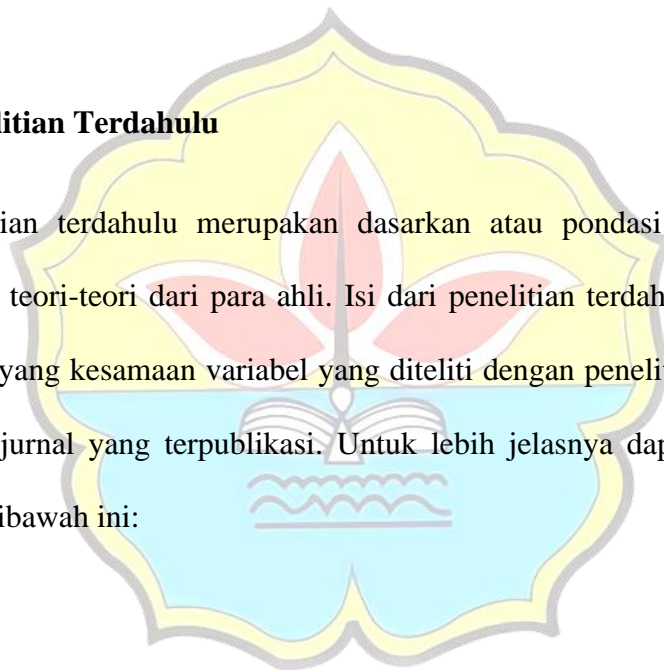 litian Terdahulu
ian terdahulu merupakan dasarkan atau pondasi
teori-teori dari para ahli. Isi dari penelitian terdah
yang kesamaan variabel yang diteliti dengan penelit
jurnal yang terpublikasi. Untuk lebih jelasnya dap
ibawah ini: